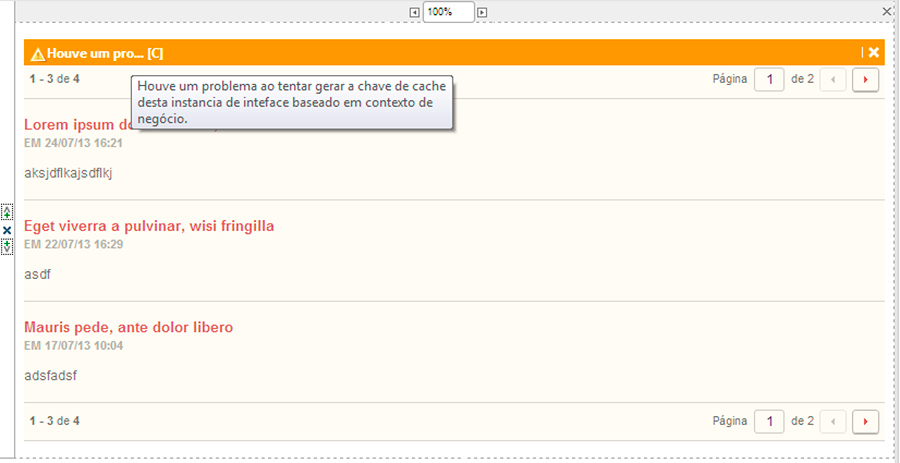 100%
Houve um pro... [C]
1 - 3 de 4
Página 1 de 2
Houve um problema ao tentar gerar a chave de cache
desta instancia de inteface baseado em contexto de
negócio.
Lorem ipsum
EM 24/07/13 16:21
aksjdflkajsdflkj
Eget viverra a pulvinar, wisi fringilla
EM 22/07/13 16:29
asdf
Mauris pede, ante dolor libero
EM 17/07/13 10:04
adsfadsf
1 - 3 de 4
Página 1 de 2